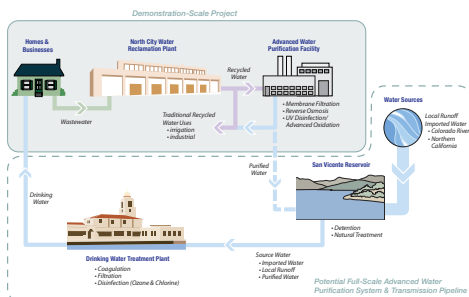 Demonstration-Scale Project
Homes &
Businesses
North City Water
Reclamation Plant
Advanced Water
Purification Facility
Recycled
Water
Wastewater
Traditional Recycled
Water Uses
• irrigation
• industrial
• Membrane Filtration
• Reverse Osmosis
• UV Disinfection/
Advanced Oxidation
Water Sources
Local Runoff
Imported Water
• Colorado River
• Northern
California
Purified
Water
San Vicente Reservoir
• Detention
• Natural Treatment
Drinking
Water
Drinking Water Treatment Plant
• Coagulation
• Filtration
• Disinfection (Ozone & Chlorine)
Source Water
• Imported Water
• Local Runoff
• Purified Water
Potential Full-Scale Advanced Water
Purification System & Transmission Pipeline